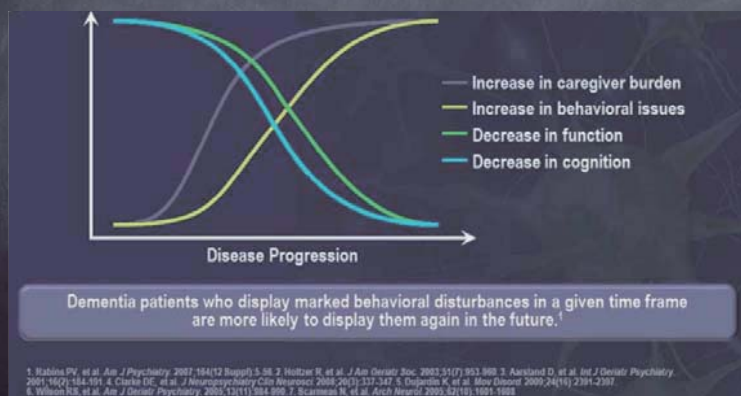 Increase in caregiver burden
Increase in behavioral issues
Decrease in function
Decrease in cognition
Disease Progression
Dementia patients who display marked behavioral disturbances in a given time frame
are more likely to display them again in the future.¹
1. Rabins PV, et al. Am J Psychiatry. 2007;164(12 Suppl):5-56. 2. Holtzer R, et al. J Am Geriatr Soc. 2003;51(7):953-960. 3. Aarsland D, et al. Int J Geriatr Psychiatry.
2001;16(2):184-191. 4. Clarke DE, et al. J Neuropsychiatry Clin Neurosci. 2008;20(3):337-347. 5. Dujardin K, et al. Mov Disord. 2009;24(16):2391-2397.
6. Wilson RS, et al. Am J Geriatr Psychiatry. 2005;13(11):984-990. 7. Scarmeas N, et al. Arch Neurol. 2005;62(10):1601-1608.